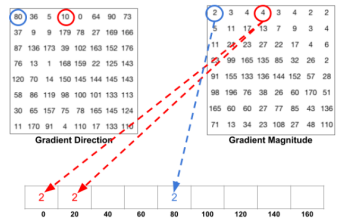 80 36 5 10 0 64 90 73
37 9 9 179 78 27 169 166
87 136 173 39 102 163 152 176
76 13 1 168 159 22 125 143
120 70 14 150 145 144 145 143
58 86 119 98 100 101 133 113
30 65 157 75 78 165 145 124
11 170 91 4 110 17 133 110
Gradient Direction
2 3 4 4 3 4 2 2
5 11 17 13 7 9 3 4
11 21 23 27 22 17 4 6
23 99 165 135 85 32 26 2
91 155 133 136 144 152 57 28
98 196 76 38 26 60 170 51
165 60 60 27 77 85 43 136
71 13 34 23 108 27 48 110
Gradient Magnitude
2 2 2
0 20 40 60 80 100 120 140 160